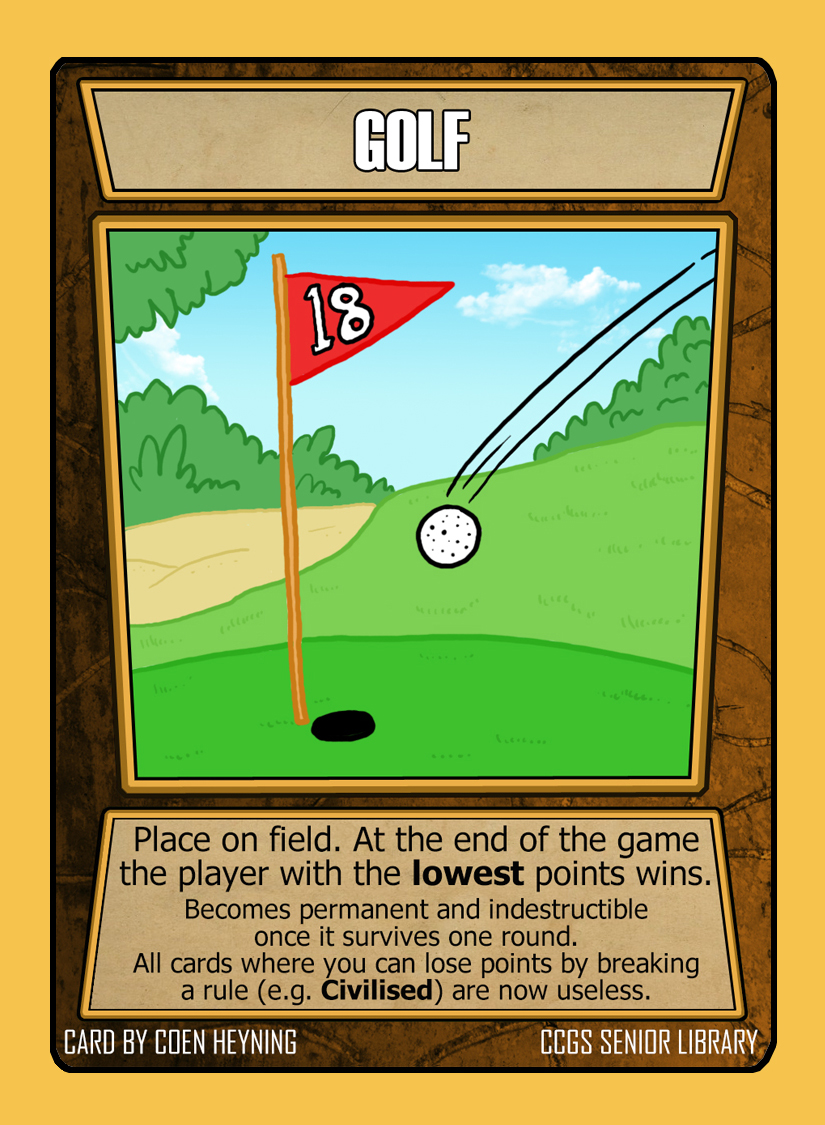 GOLF
18
Place on field. At the end of the game
the player with the lowest points wins.
Becomes permanent and indestructible
once it survives one round.
All cards where you can lose points by breaking
a rule (e.g. Civilised) are now useless.
CARD BY COEN HEYNING
CCGS SENIOR LIBRARY